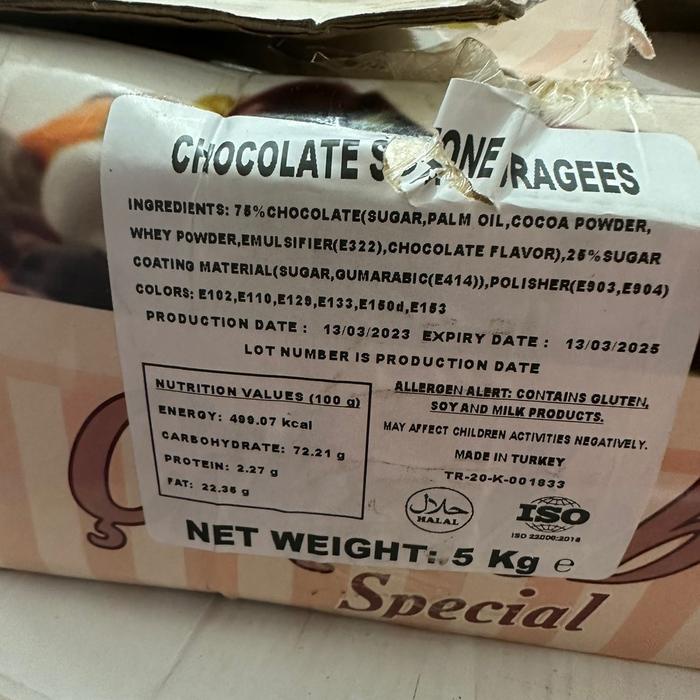 CHOCOLATE S ONE RAGEES
INGREDIENTS: 75%CHOCOLATE(SUGAR,PALM OIL,COCOA POWDER,
WHEY POWDER,EMULSIFIER(E322),CHOCOLATE FLAVOR),25%SUGAR
COATING MATERIAL(SUGAR,GUMARABIC(E414)),POLISHER(E903,E904)
COLORS: E102,E110,E129,E133,E150d,E153
PRODUCTION DATE : 13/03/2023 EXPIRY DATE : 13/03/2025
LOT NUMBER IS PRODUCTION DATE
NUTRITION VALUES (100 g)
ENERGY: 499.07 kcal
CARBOHYDRATE: 72.21 g
PROTEIN: 2.27 g
FAT: 22.35 g
ALLERGEN ALERT: CONTAINS GLUTEN,
SOY AND MILK PRODUCTS.
MAY AFFECT CHILDREN ACTIVITIES NEGATIVELY.
MADE IN TURKEY
TR-20-K-001833
حلال
HALAL
ISO
ISO 22000:2018
NET WEIGHT: 5 Kg e
Special